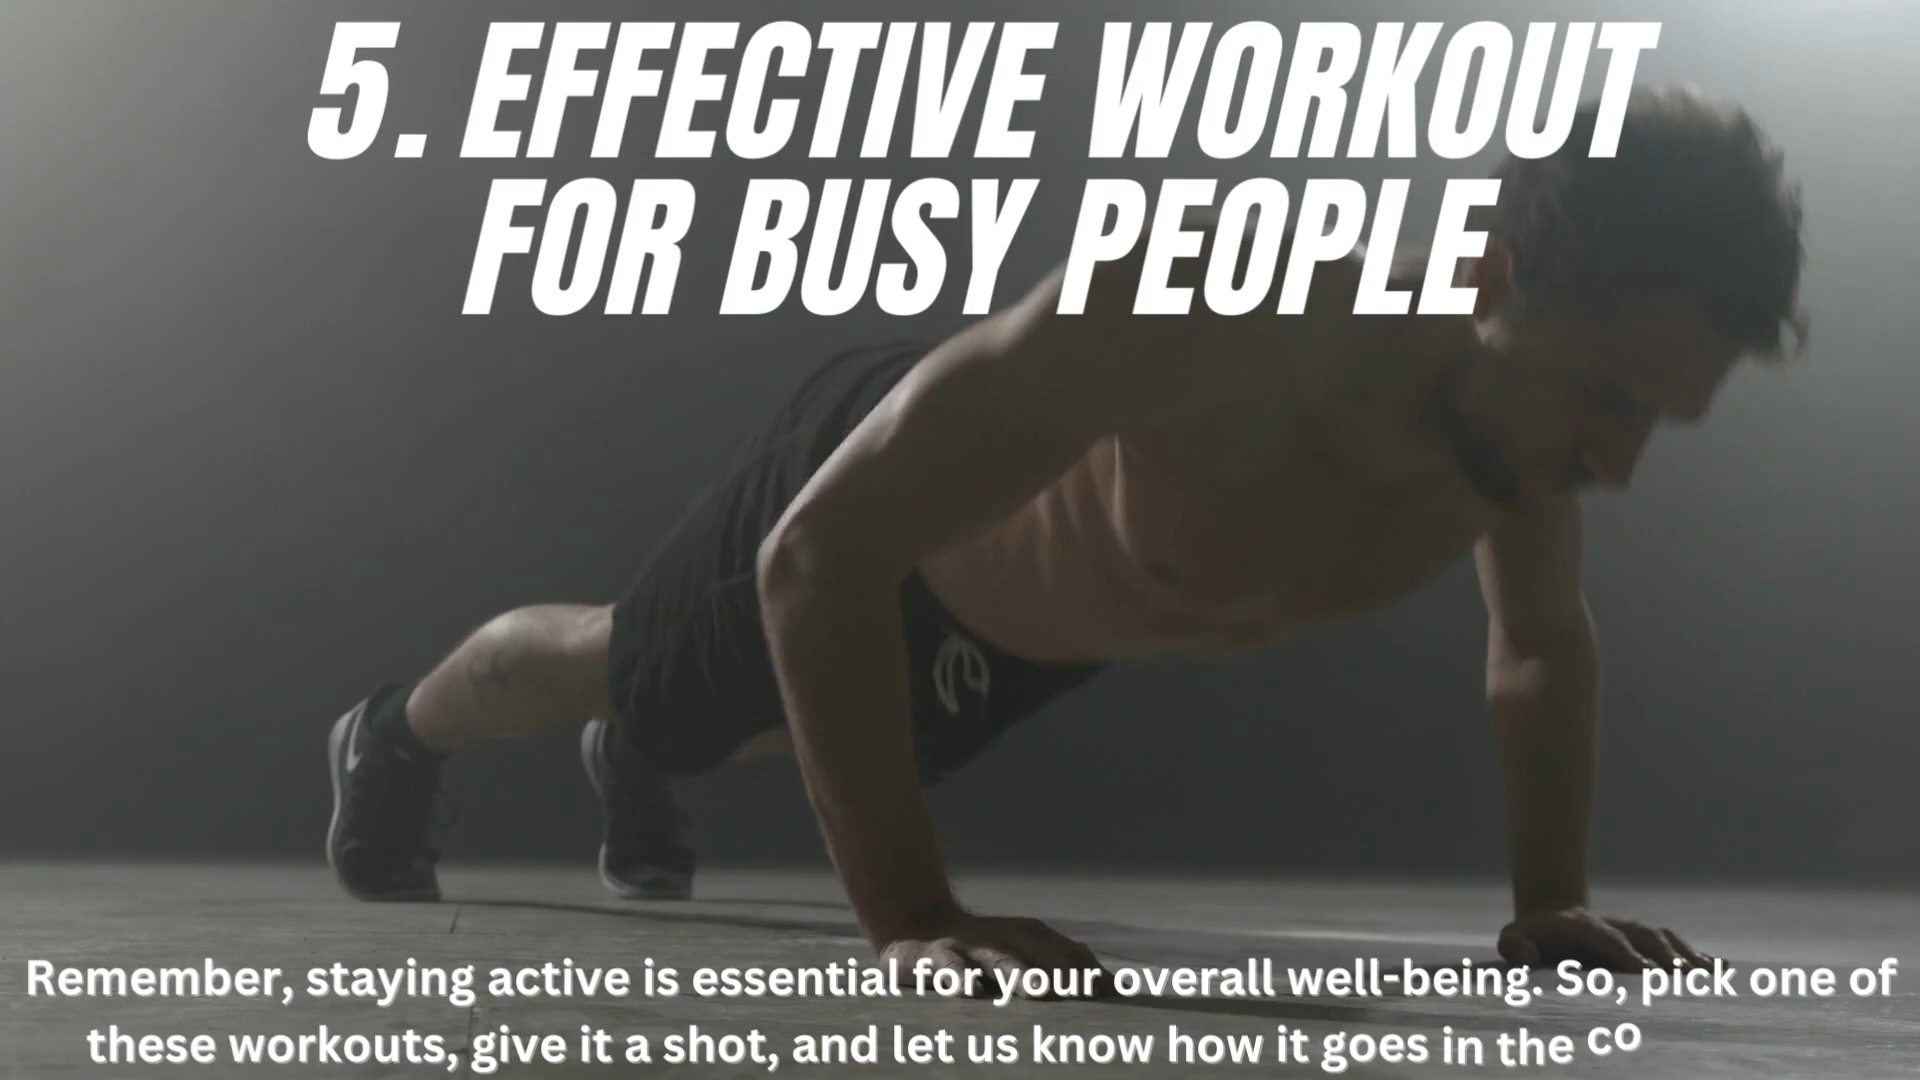 5. EFFECTIVE WORKOUT
FOR BUSY PEOPLE
Remember, staying active is essential for your overall well-being. So, pick one of
these workouts, give it a shot, and let us know how it goes in the co